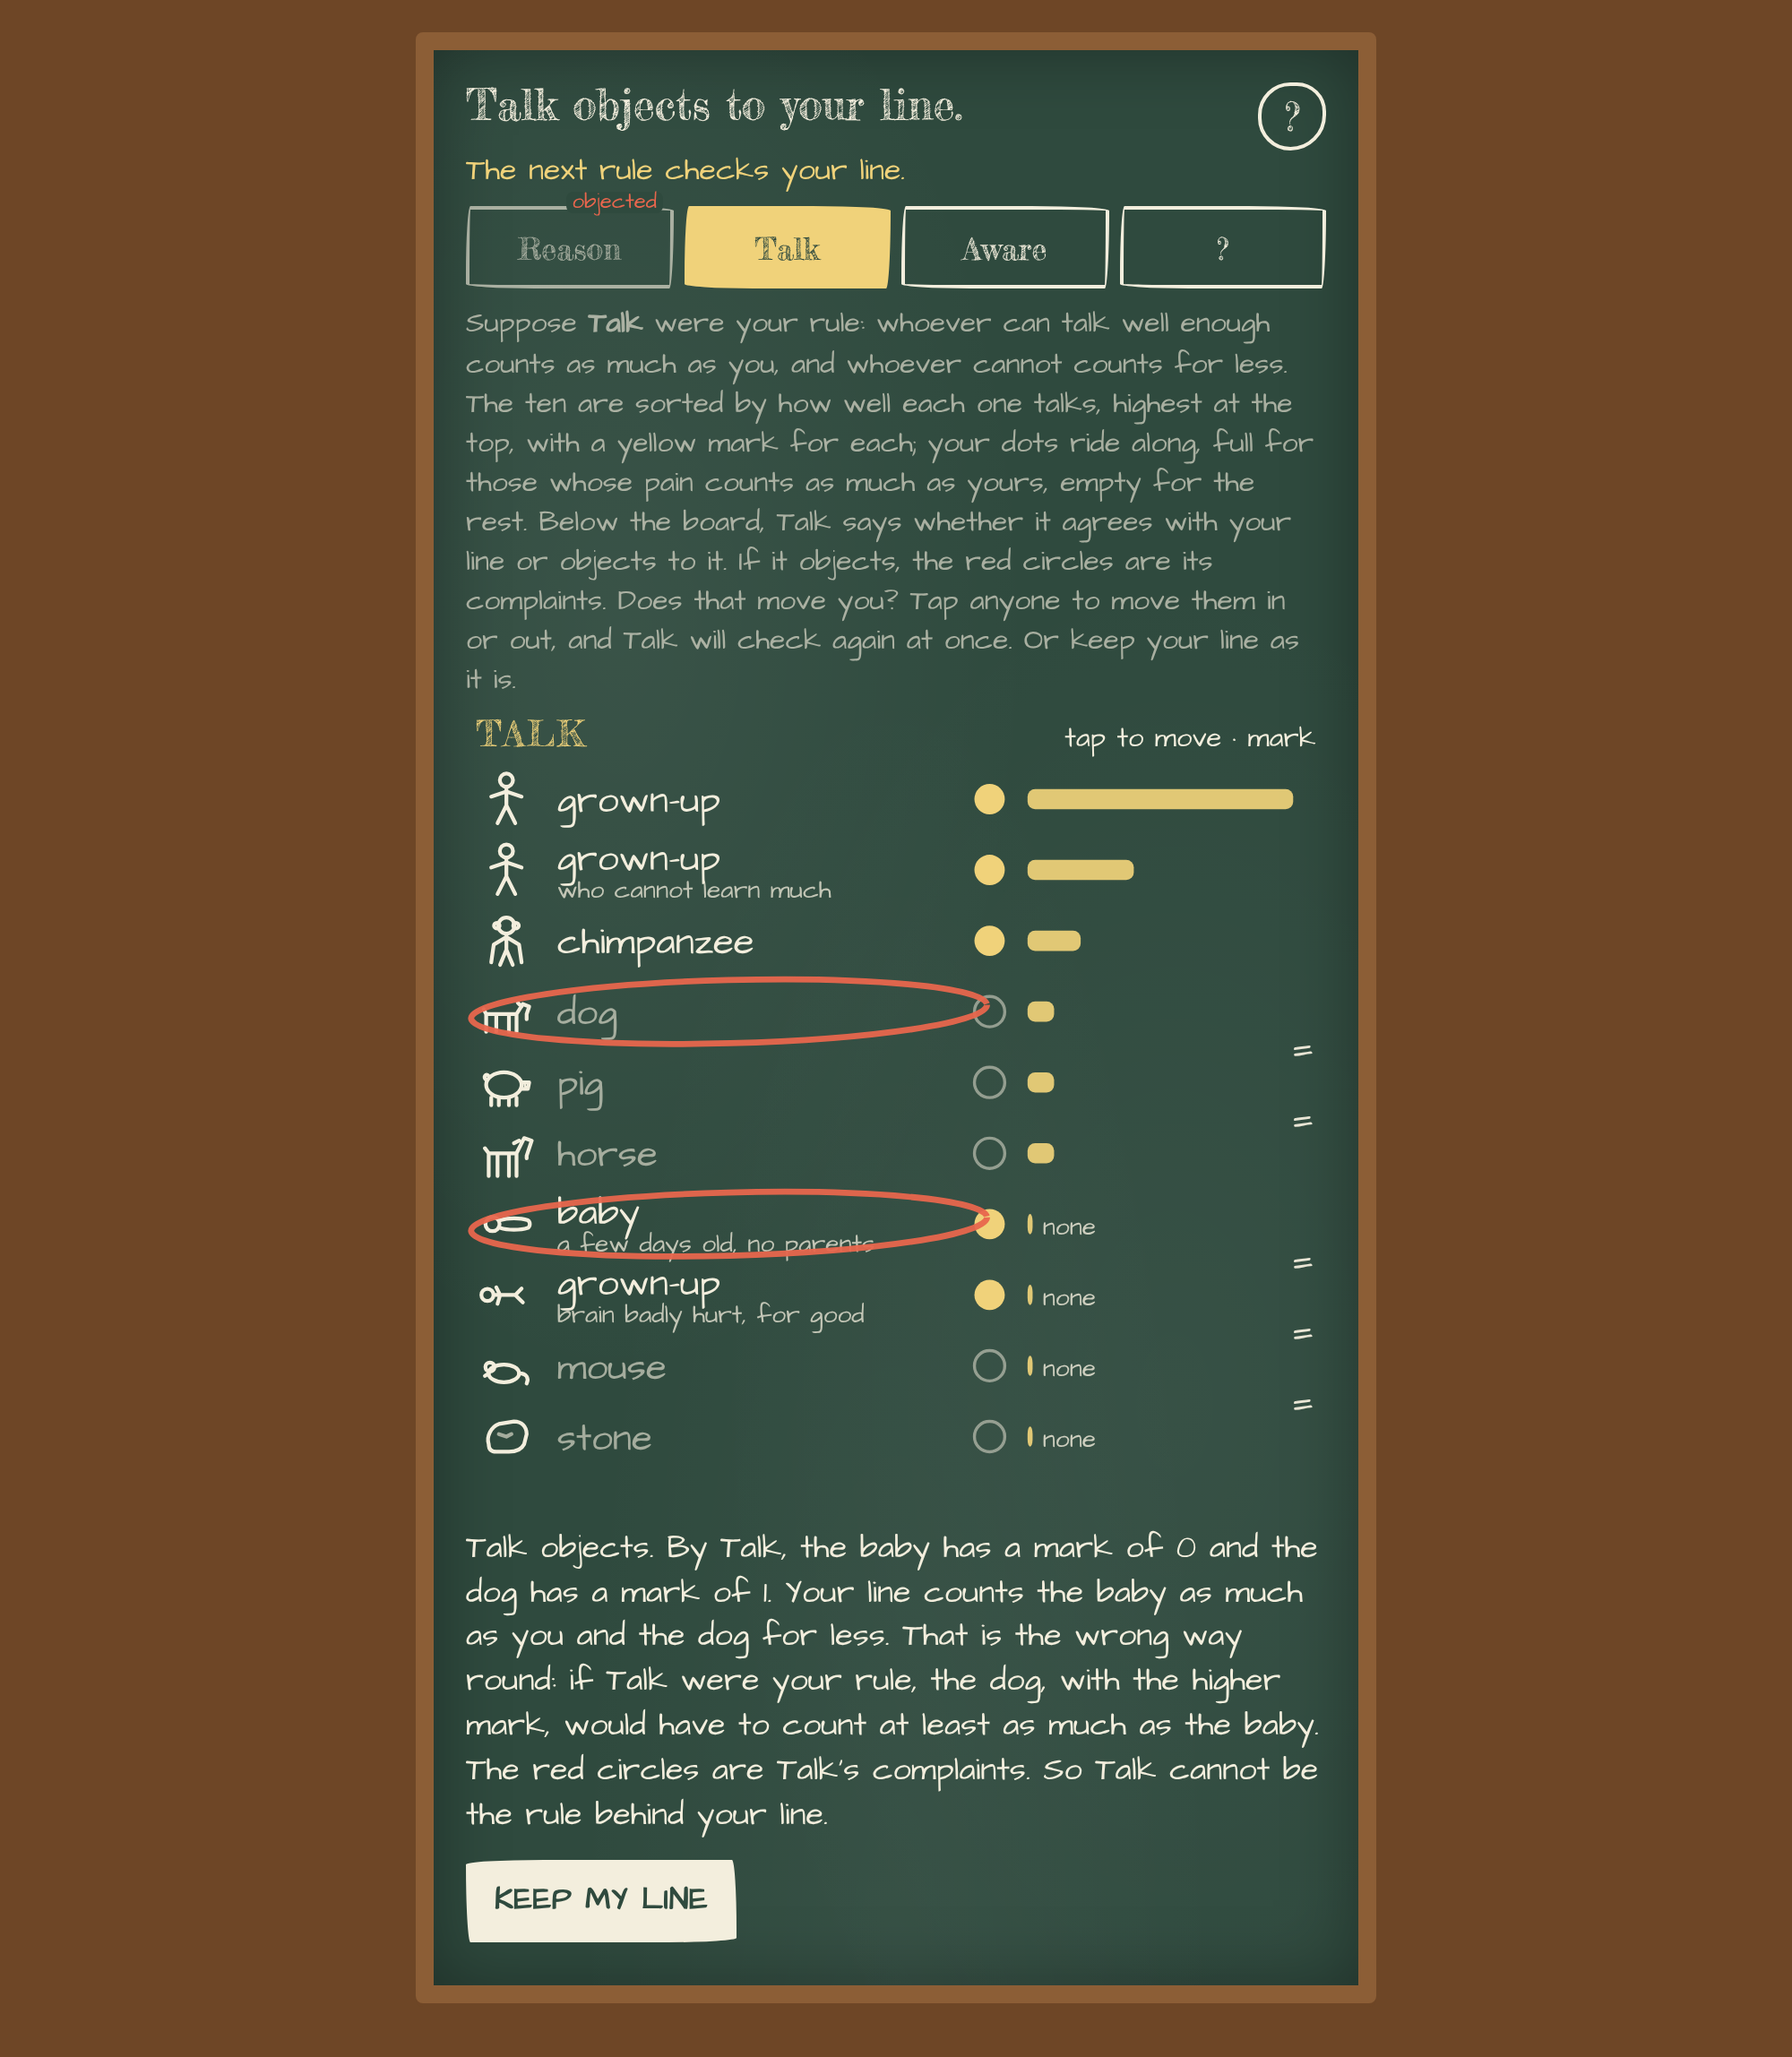 Talk objects to your line.
?
The next rule checks your line.
objected
Reason
Talk
Aware
?
Suppose Talk were your rule: whoever can talk well enough
counts as much as you, and whoever cannot counts for less.
The ten are sorted by how well each one talks, highest at the
top, with a yellow mark for each; your dots ride along, full for
those whose pain counts as much as yours, empty for the
rest. Below the board, Talk says whether it agrees with your
line or objects to it. If it objects, the red circles are its
complaints. Does that move you? Tap anyone to move them in
or out, and Talk will check again at once. Or keep your line as
it is.
TALK
tap to move · mark
grown-up
grown-up
who cannot learn much
chimpanzee
dog
=
pig
=
horse
baby
a few days old, no parents
none
=
grown-up
brain badly hurt, for good
none
=
mouse
none
=
stone
none
Talk objects. By Talk, the baby has a mark of 0 and the
dog has a mark of 1. Your line counts the baby as much
as you and the dog for less. That is the wrong way
round: if Talk were your rule, the dog, with the higher
mark, would have to count at least as much as the baby.
The red circles are Talk's complaints. So Talk cannot be
the rule behind your line.
KEEP MY LINE